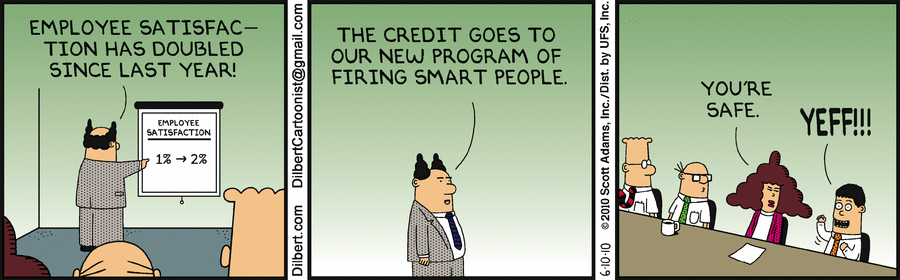 EMPLOYEE SATISFAC-
TION HAS DOUBLED
SINCE LAST YEAR!
EMPLOYEE
SATISFACTION
1% → 2%
Dilbert.com DilbertCartoonist@gmail.com
THE CREDIT GOES TO
OUR NEW PROGRAM OF
FIRING SMART PEOPLE.
6-10-10 © 2010 Scott Adams, Inc./Dist. by UFS, Inc.
YOU'RE
SAFE.
YEFF!!!